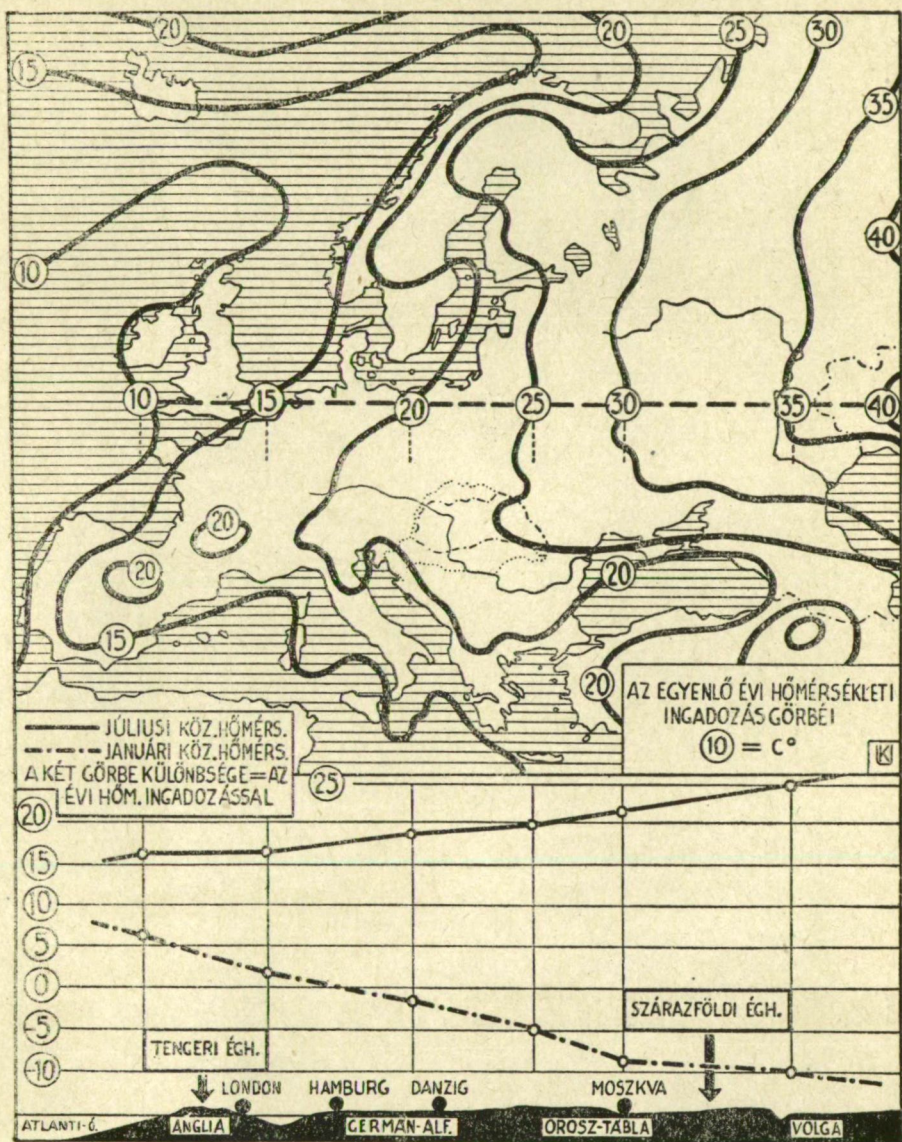 20
20
25
30
15
35
40
10
10
15
20
25
30
35
40
20
20
20
15
20
AZ EGYENLŐ ÉVI HŐMÉRSÉKLETI
INGADOZÁS GÖRBÉI
10 = C°
JÚLIUSI KÖZ.HŐMÉRS.
JANUÁRI KÖZ.HŐMÉRS.
A KÉT GÖRBE KÜLÖNBSÉGE=AZ
ÉVI HŐM. INGADOZÁSSAL
25
20
15
10
5
0
-5
-10
TENGERI ÉGH.
SZÁRAZFÖLDI ÉGH.
LONDON HAMBURG DANZIG MOSZKVA
ATLANTI-Ó. ANGLIA GERMÁN-ALF. OROSZ-TÁBLA VOLGA